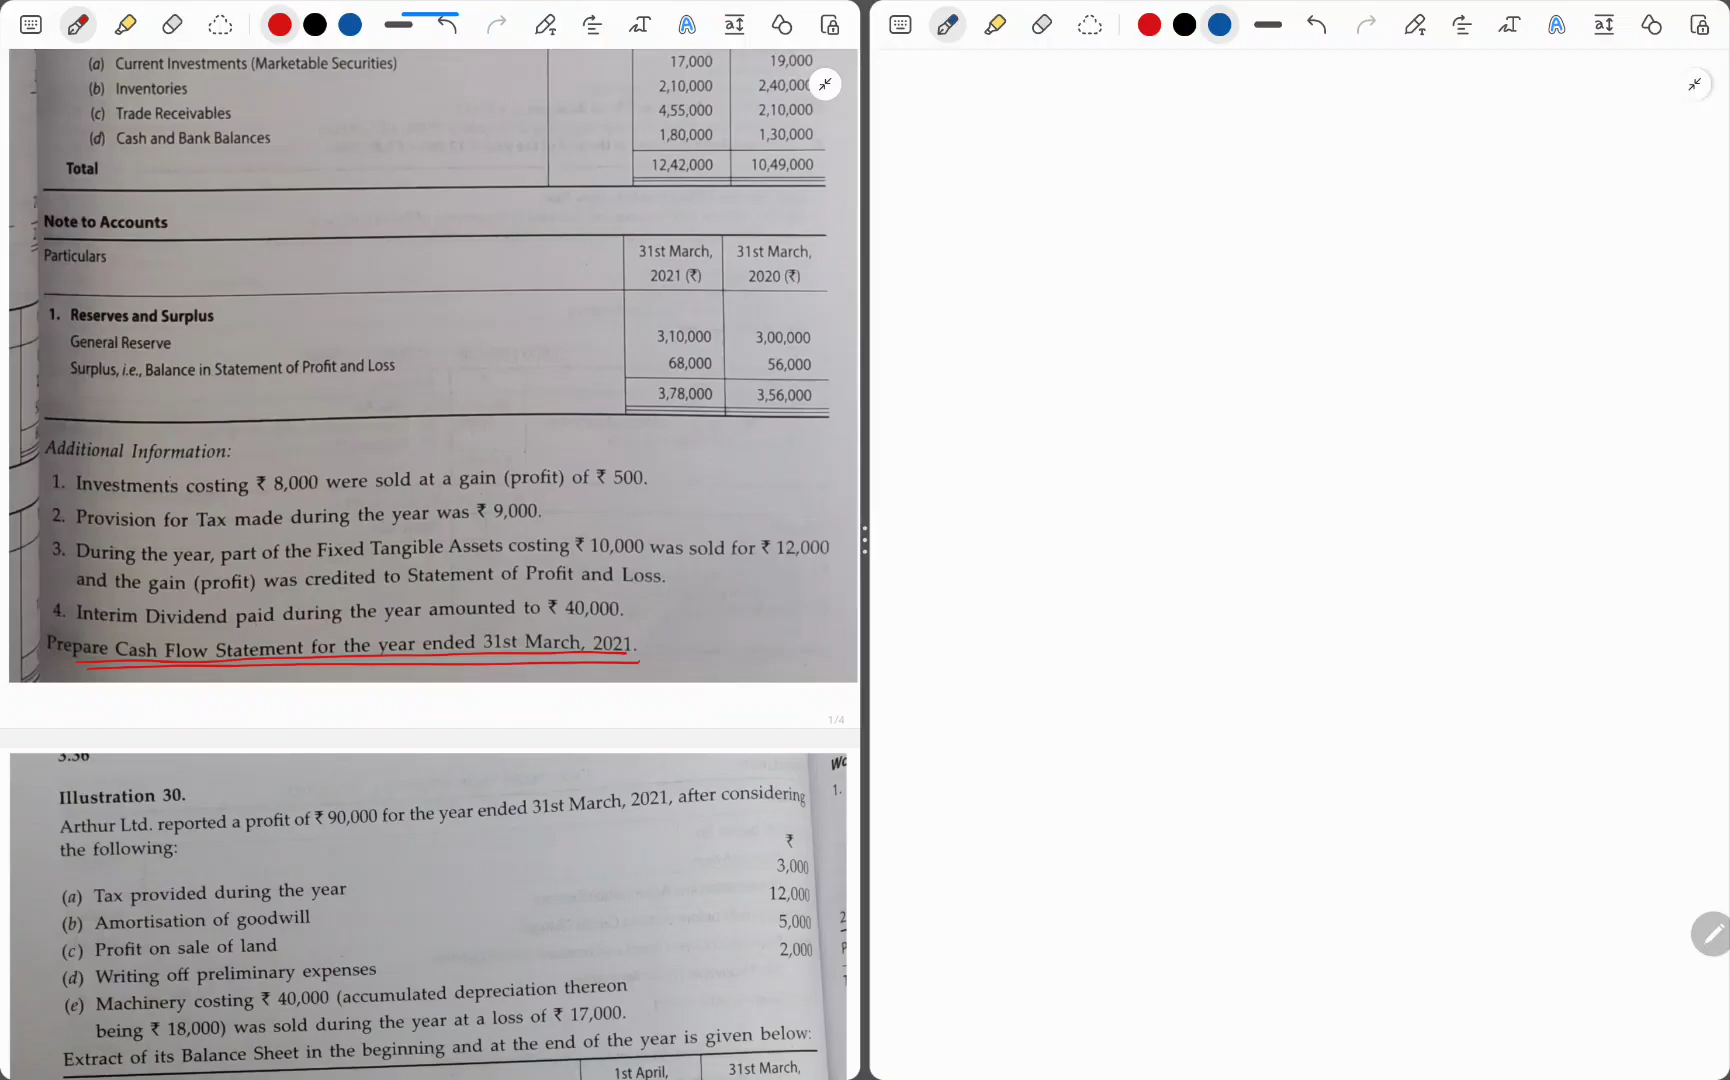 (a) Current Investments (Marketable Securities) 17,000 19,000
(b) Inventories 2,10,000 2,40,000
(c) Trade Receivables 4,55,000 2,10,000
(d) Cash and Bank Balances 1,80,000 1,30,000
Total 12,42,000 10,49,000
Note to Accounts
Particulars 31st March, 2021 (₹) 31st March, 2020 (₹)
1. Reserves and Surplus
General Reserve 3,10,000 3,00,000
Surplus, i.e., Balance in Statement of Profit and Loss 68,000 56,000
3,78,000 3,56,000
Additional Information:
1. Investments costing ₹ 8,000 were sold at a gain (profit) of ₹ 500.
2. Provision for Tax made during the year was ₹ 9,000.
3. During the year, part of the Fixed Tangible Assets costing ₹ 10,000 was sold for ₹ 12,000
and the gain (profit) was credited to Statement of Profit and Loss.
4. Interim Dividend paid during the year amounted to ₹ 40,000.
Prepare Cash Flow Statement for the year ended 31st March, 2021.
1/4
3.36
Illustration 30.
Arthur Ltd. reported a profit of ₹ 90,000 for the year ended 31st March, 2021, after considering
the following:
₹
(a) Tax provided during the year 3,000
(b) Amortisation of goodwill 12,000
(c) Profit on sale of land 5,000
(d) Writing off preliminary expenses 2,000
(e) Machinery costing ₹ 40,000 (accumulated depreciation thereon
being ₹ 18,000) was sold during the year at a loss of ₹ 17,000.
Extract of its Balance Sheet in the beginning and at the end of the year is given below:
1st April, 31st March,
1.
2